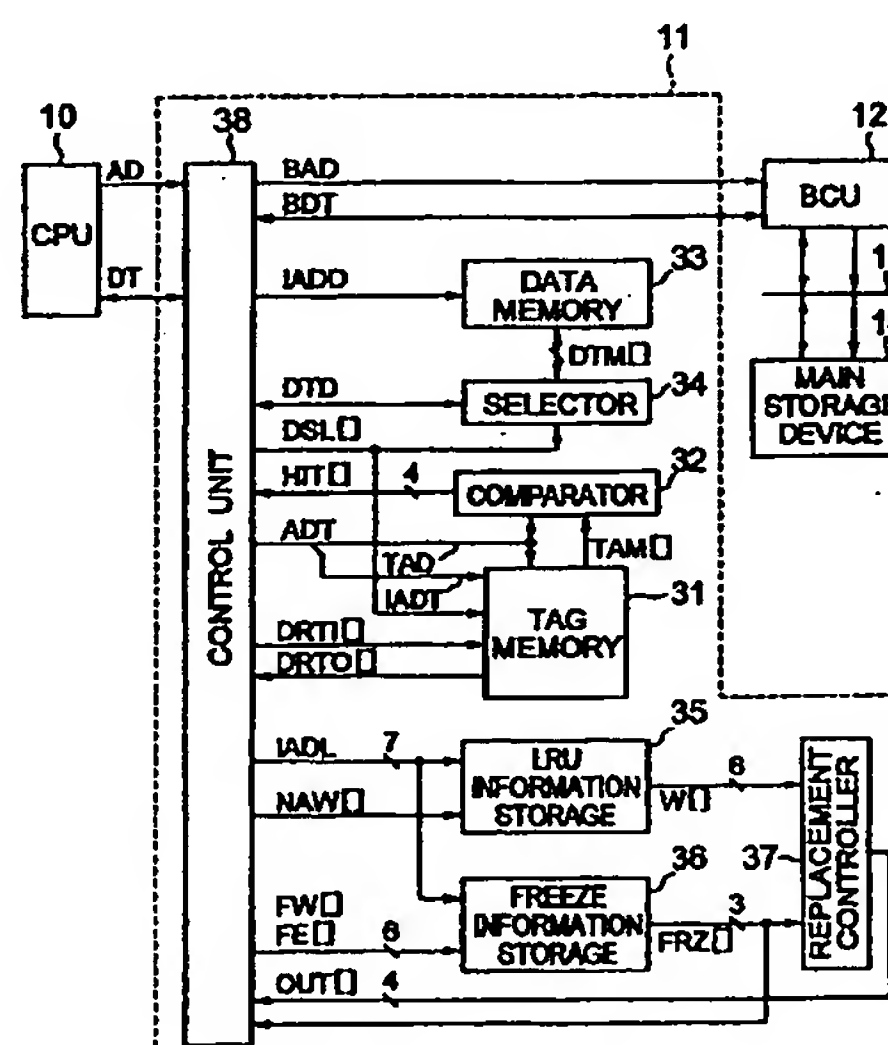 11
10
38
12
AD
BAD
BCU
BDT
CPU
33
DT
IADD
DATA
MEMORY
DTM[]
34
DTD
SELECTOR
MAIN
STORAGE
DEVICE
DSL[]
32
HIT[]
4
COMPARATOR
CONTROL UNIT
ADT
TAD
TAM[]
IADT
31
TAG
MEMORY
DRTI[]
DRTO[]
35
IADL
7
LRU
INFORMATION
STORAGE
6
W[]
NAW[]
REPLACEMENT
CONTROLLER
36
37
FREEZE
INFORMATION
STORAGE
3
FRZ[]
FW[]
FE[]
6
OUT[]
4